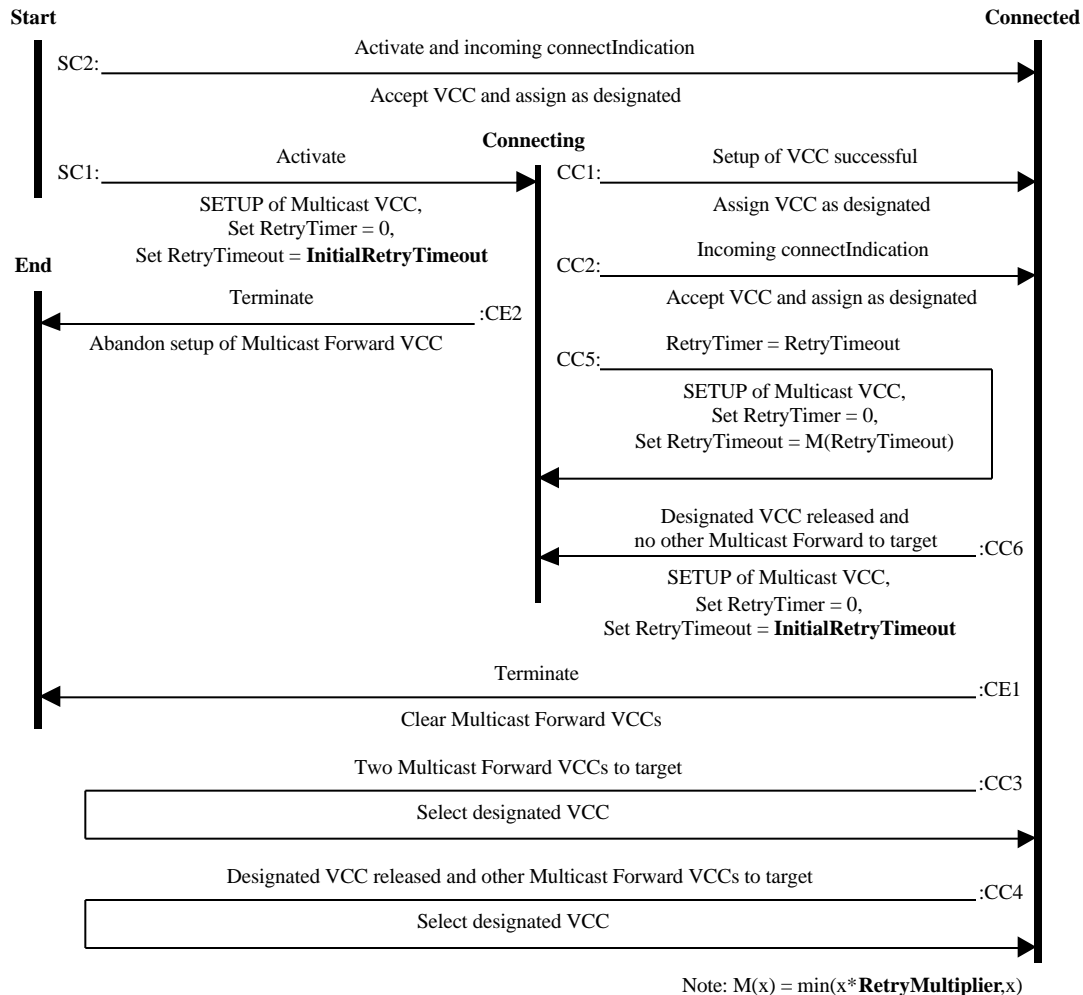 Start
Connected
Activate and incoming connectIndication
SC2:
Accept VCC and assign as designated
Connecting
Activate
SC1:
SETUP of Multicast VCC,
Set RetryTimer = 0,
Set RetryTimeout = InitialRetryTimeout
Setup of VCC successful
CC1:
Assign VCC as designated
End
Incoming connectIndication
CC2:
Accept VCC and assign as designated
Terminate
:CE2
Abandon setup of Multicast Forward VCC
RetryTimer = RetryTimeout
CC5:
SETUP of Multicast VCC,
Set RetryTimer = 0,
Set RetryTimeout = M(RetryTimeout)
Designated VCC released and
no other Multicast Forward to target
:CC6
SETUP of Multicast VCC,
Set RetryTimer = 0,
Set RetryTimeout = InitialRetryTimeout
Terminate
:CE1
Clear Multicast Forward VCCs
Two Multicast Forward VCCs to target
:CC3
Select designated VCC
Designated VCC released and other Multicast Forward VCCs to target
:CC4
Select designated VCC
Note: M(x) = min(x*RetryMultiplier,x)